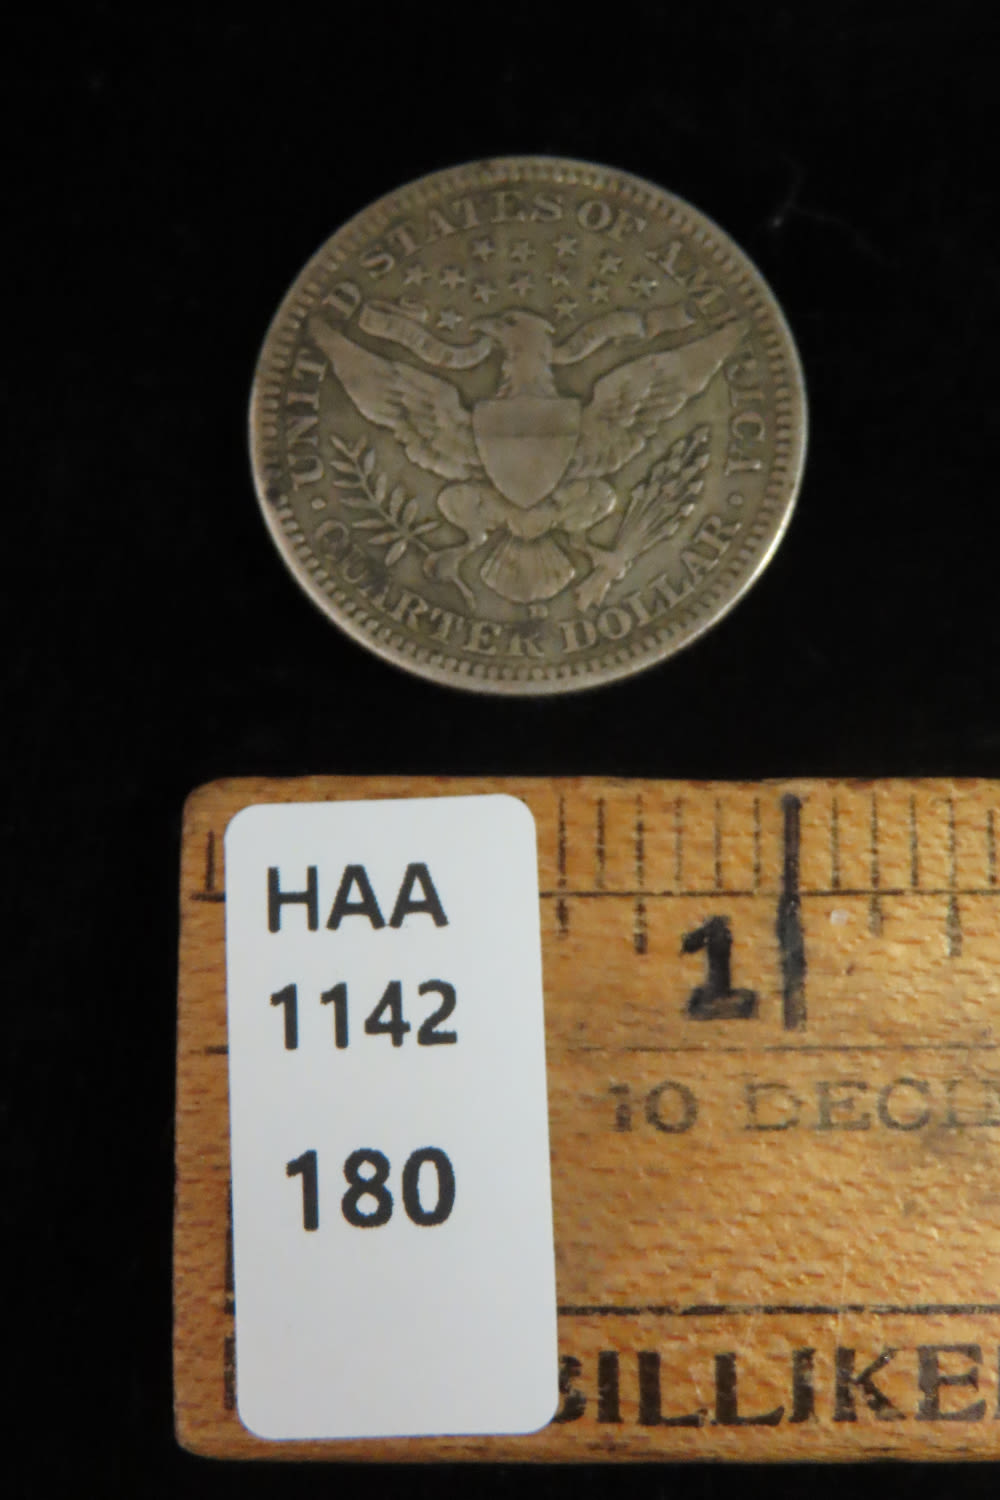 UNITED STATES OF AMERICA
D
· QUARTER DOLLAR ·
HAA
1142
180
1
10 DECI
BILLIKE